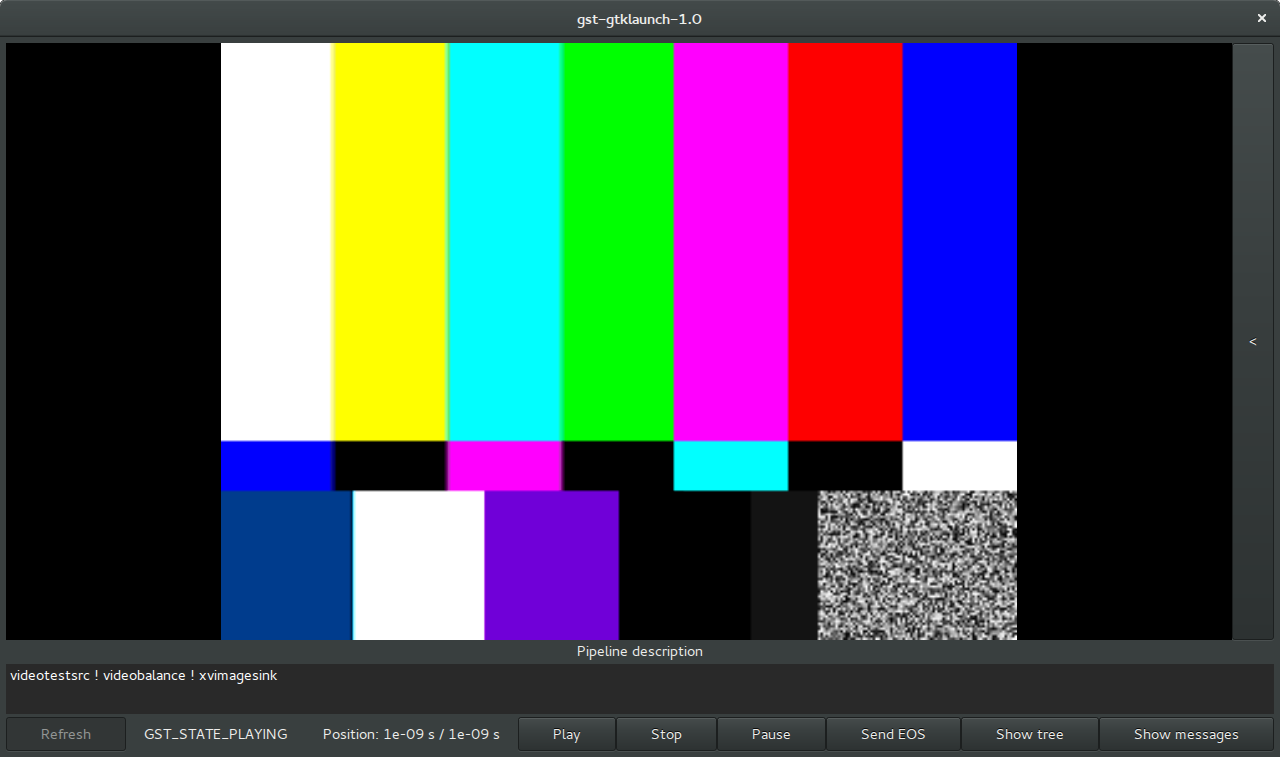 gst-gtklaunch-1.0
×
<
Pipeline description
videotestsrc ! videobalance ! xvimagesink
Refresh GST_STATE_PLAYING Position: 1e-09 s / 1e-09 s Play Stop Pause Send EOS Show tree Show messages